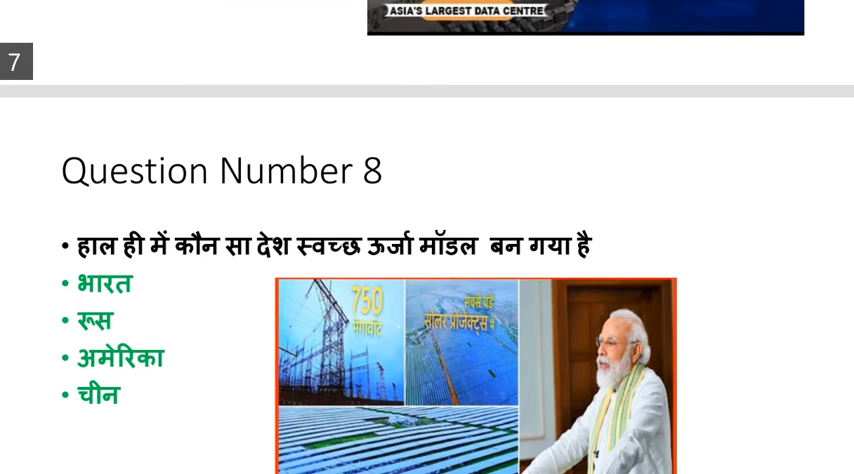 ASIA'S LARGEST DATA CENTRE
7
Question Number 8
• हाल ही में कौन सा देश स्वच्छ ऊर्जा मॉडल बन गया है
• भारत
• रूस
• अमेरिका
• चीन
750
मेगावॉट
सबसे बड़े
सोलर प्रोजेक्ट्स में